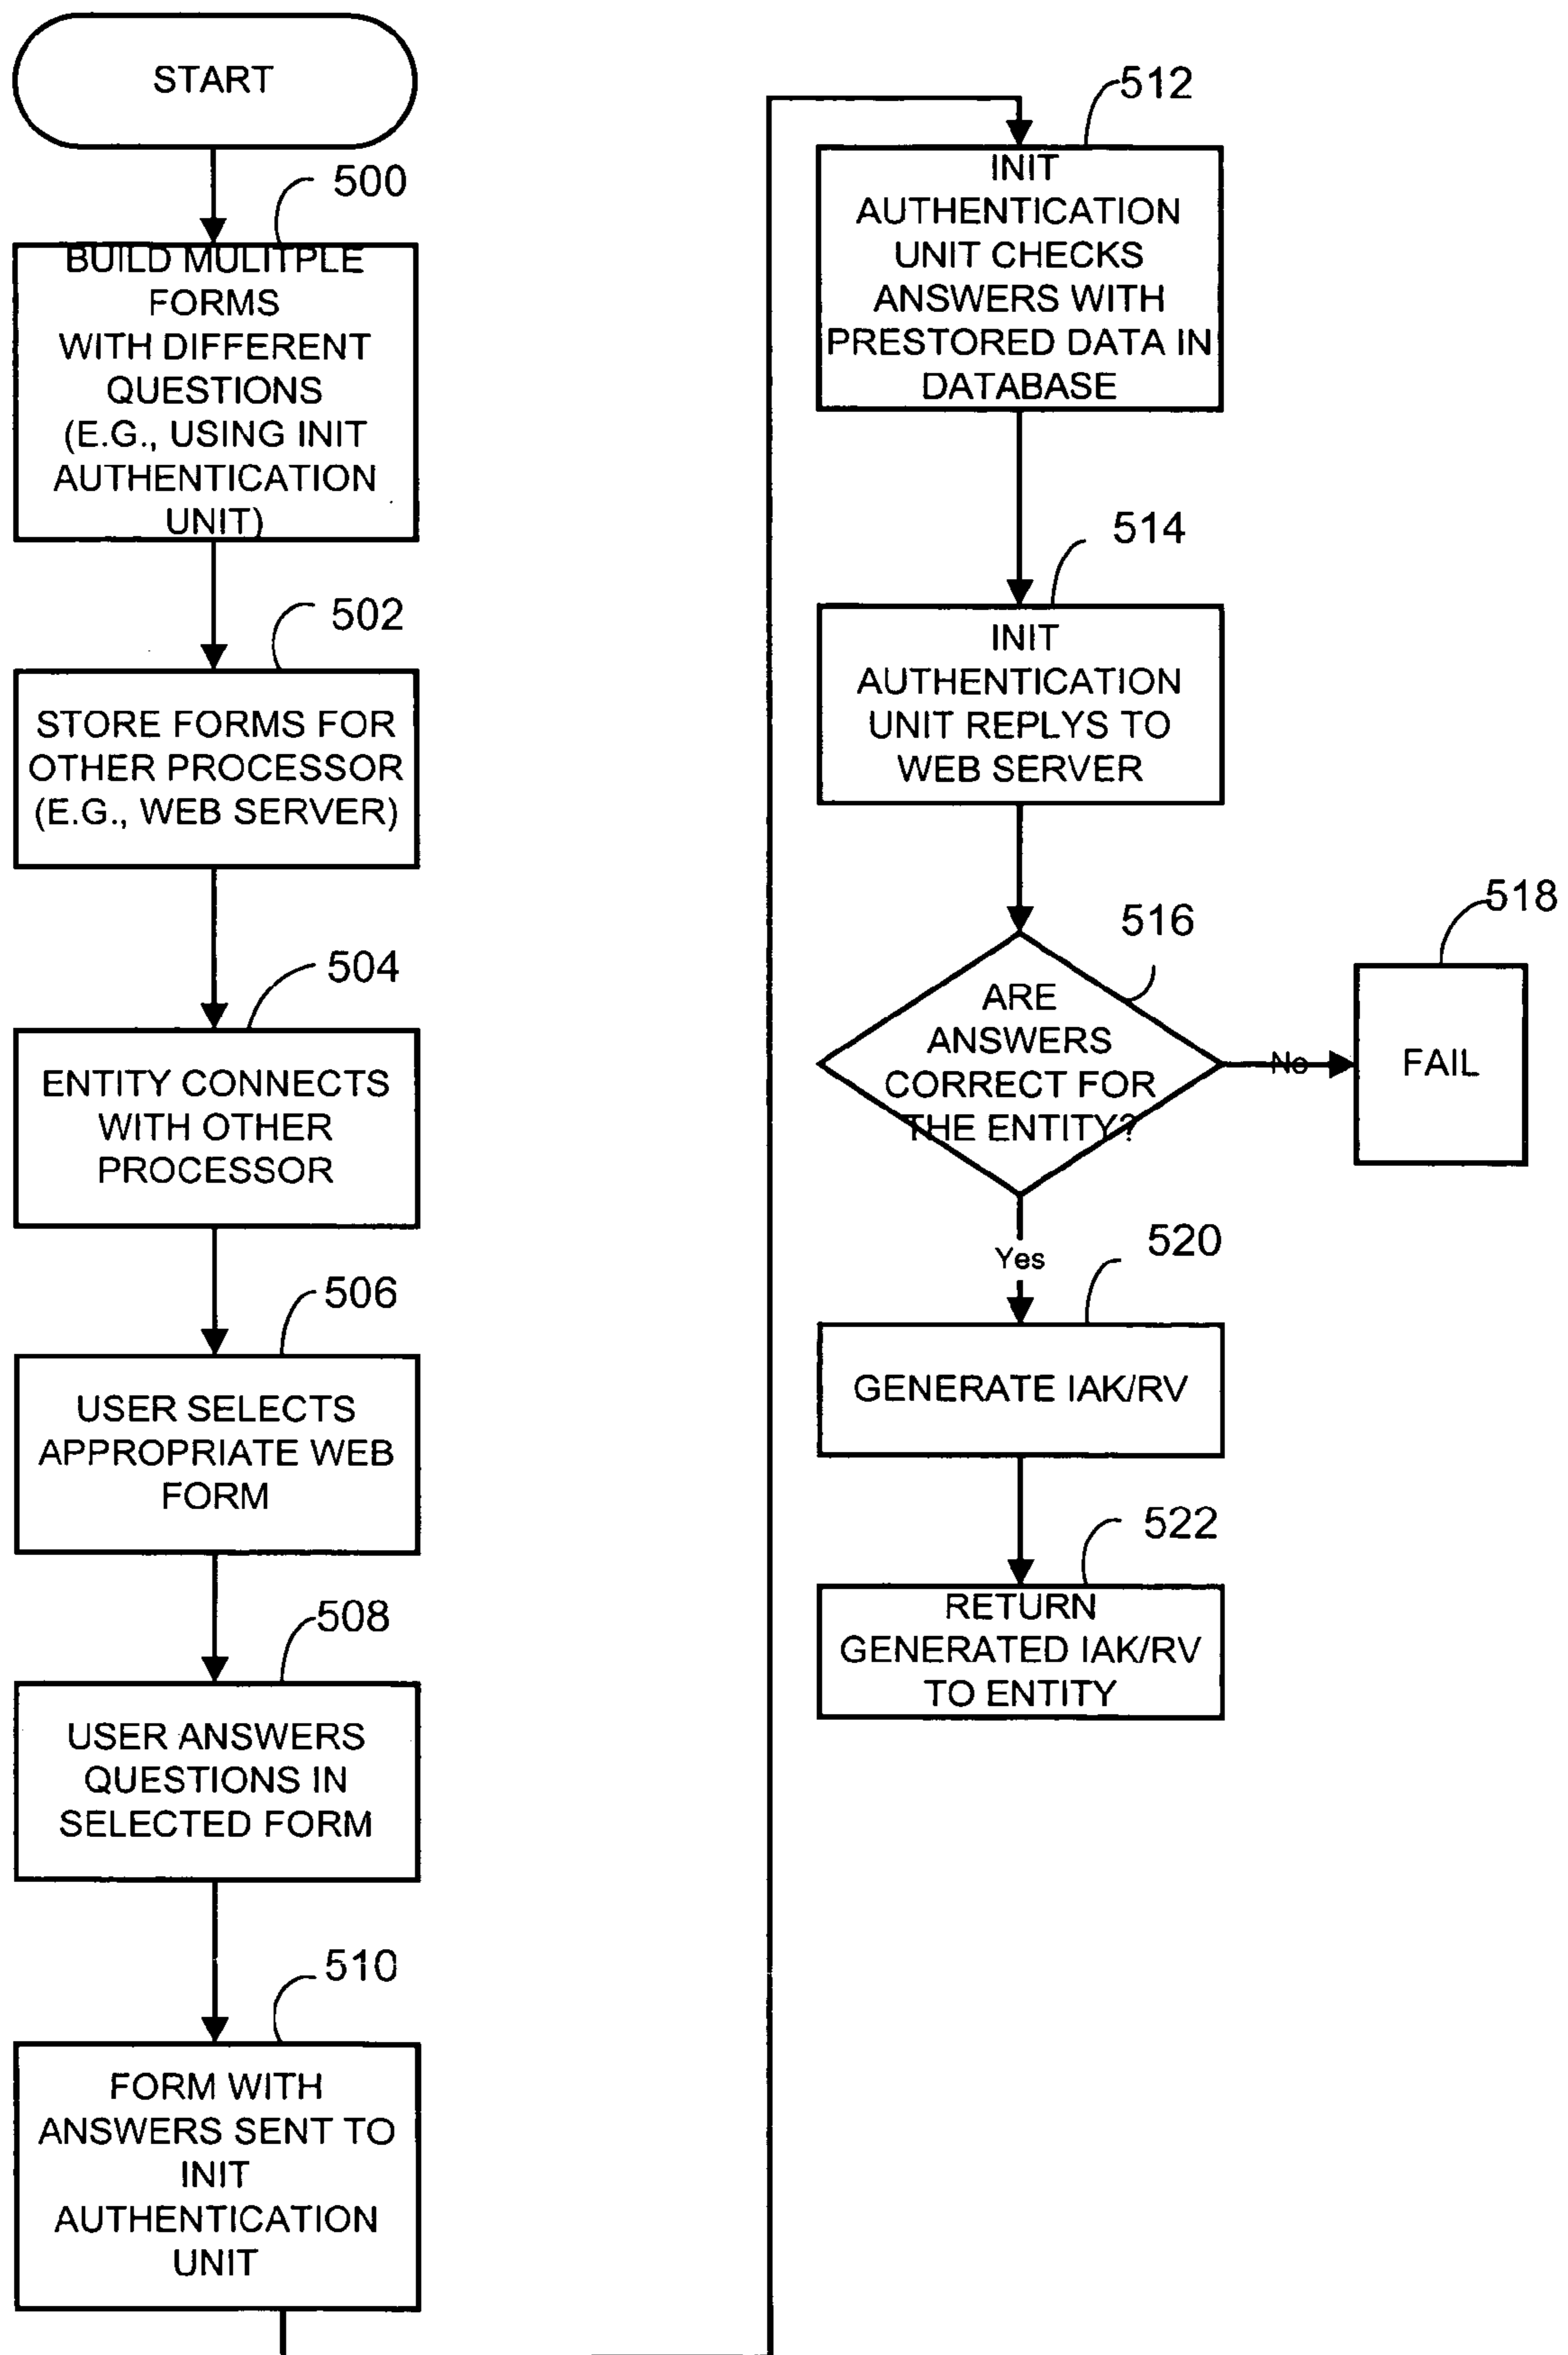 START
500
BUILD MULITPLE
FORMS
WITH DIFFERENT
QUESTIONS
(E.G., USING INIT
AUTHENTICATION
UNIT)
502
STORE FORMS FOR
OTHER PROCESSOR
(E.G., WEB SERVER)
504
ENTITY CONNECTS
WITH OTHER
PROCESSOR
506
USER SELECTS
APPROPRIATE WEB
FORM
508
USER ANSWERS
QUESTIONS IN
SELECTED FORM
510
FORM WITH
ANSWERS SENT TO
INIT
AUTHENTICATION
UNIT
512
INIT
AUTHENTICATION
UNIT CHECKS
ANSWERS WITH
PRESTORED DATA IN
DATABASE
514
INIT
AUTHENTICATION
UNIT REPLYS TO
WEB SERVER
516
ARE
ANSWERS
CORRECT FOR
THE ENTITY?
No
518
FAIL
Yes
520
GENERATE IAK/RV
522
RETURN
GENERATED IAK/RV
TO ENTITY